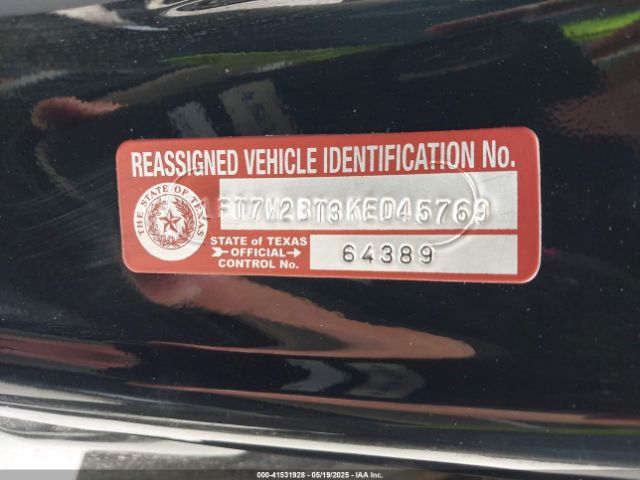 REASSIGNED VEHICLE IDENTIFICATION No.
THE STATE OF TEXAS
1FT7W2BT3KED45769
STATE of TEXAS
OFFICIAL
CONTROL No.
64389
000-41531928 - 05/19/2025 - IAA Inc.